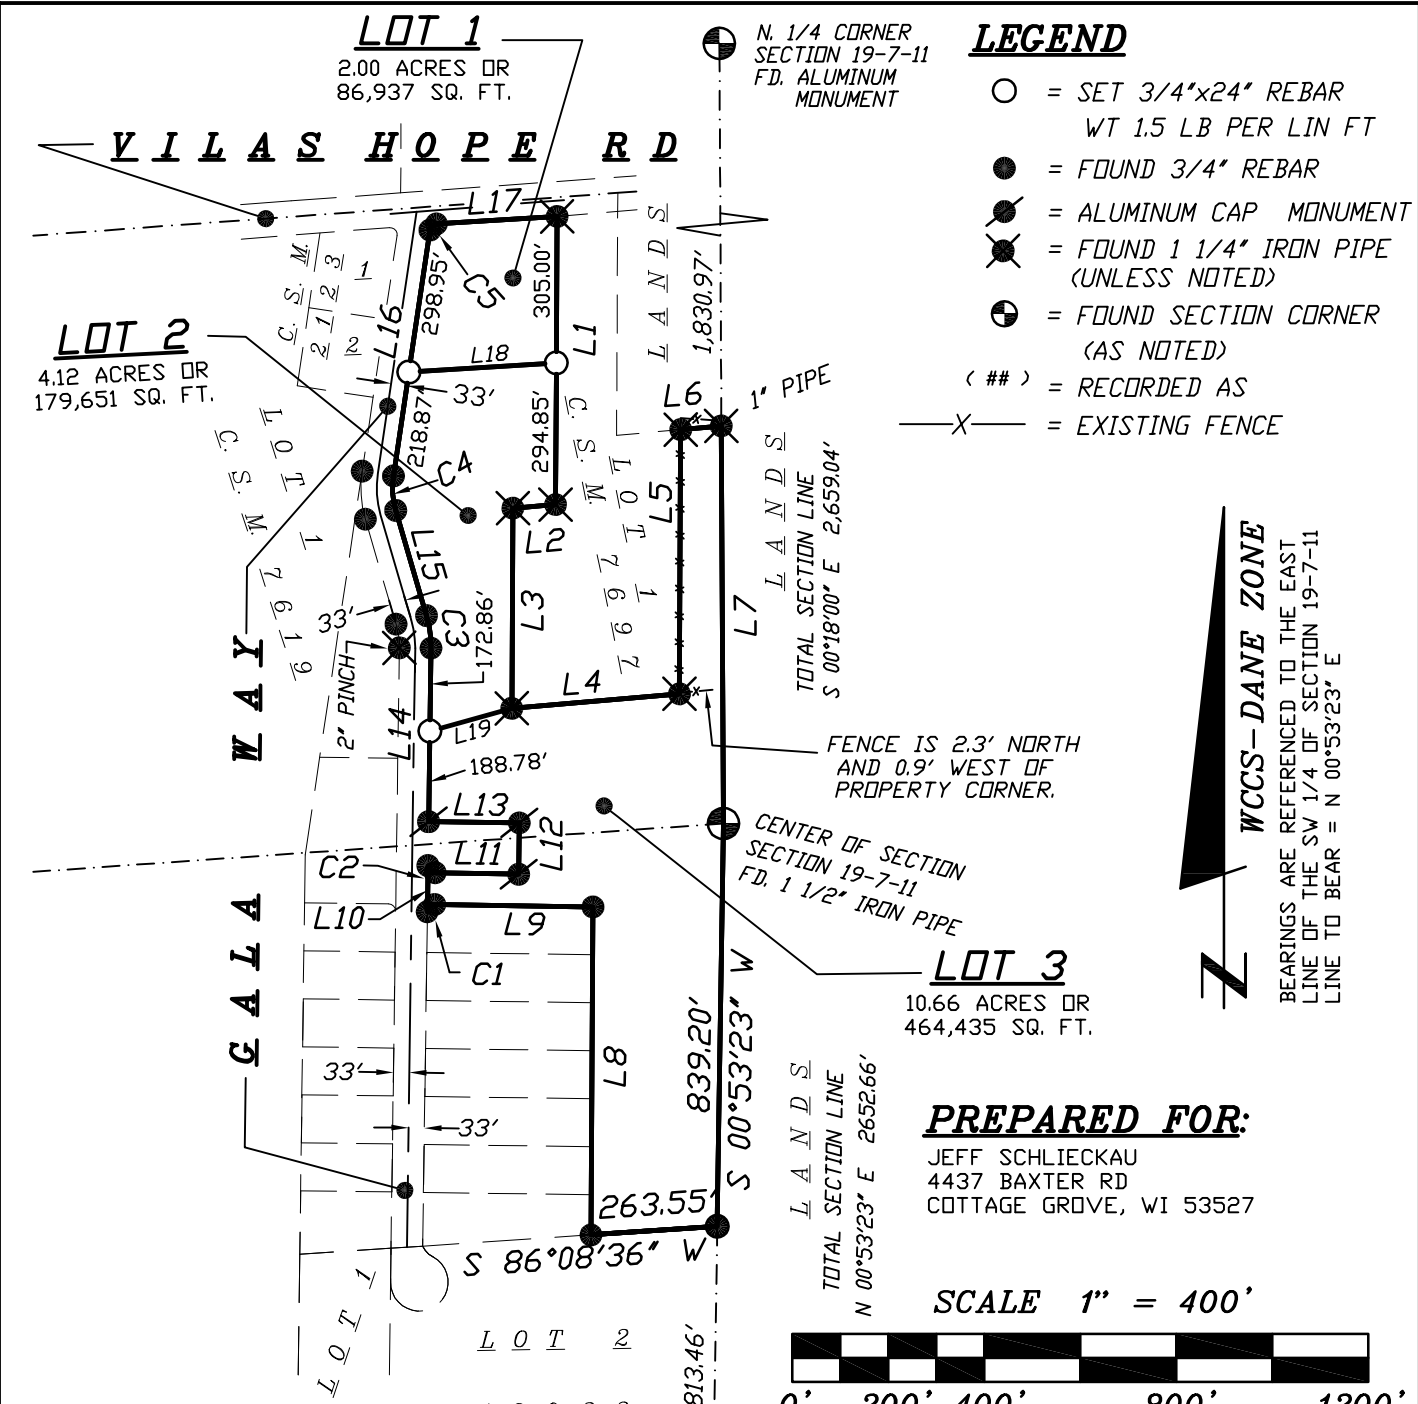 LOT 1
2.00 ACRES OR
86,937 SQ. FT.
N. 1/4 CORNER
SECTION 19-7-11
FD. ALUMINUM
MONUMENT
LEGEND
= SET 3/4"x24" REBAR
WT 1.5 LB PER LIN FT
= FOUND 3/4" REBAR
= ALUMINUM CAP MONUMENT
= FOUND 1 1/4" IRON PIPE
(UNLESS NOTED)
= FOUND SECTION CORNER
(AS NOTED)
( ## ) = RECORDED AS
X = EXISTING FENCE
VILAS HOPE RD
L17
C. S. M.
2123
1
2
L16
298.95'
C5
305.00'
L1
LANDS
1,830.97'
LOT 2
4.12 ACRES OR
179,651 SQ. FT.
L18
33'
218.87'
C4
294.85'
L6
1" PIPE
C. S. M.
7697
LOT 1
LOT 1
C. S. M.
7619
L2
L5
L15
L3
L7
LANDS
TOTAL SECTION LINE
S 00°18'00" E 2,659.04'
33'
C3
172.86'
2" PINCH
L14
L4
L19
188.78'
WAY
FENCE IS 2.3' NORTH
AND 0.9' WEST OF
PROPERTY CORNER.
WCCS-DANE ZONE
BEARINGS ARE REFERENCED TO THE EAST
LINE OF THE SW 1/4 OF SECTION 19-7-11
LINE TO BEAR = N 00°53'23" E
N
L13
L12
L11
C2
L10
L9
C1
CENTER OF SECTION
SECTION 19-7-11
FD. 1 1/2" IRON PIPE
GALA
LOT 3
10.66 ACRES OR
464,435 SQ. FT.
L8
839.20'
S 00°53'23" W
33'
33'
LANDS
TOTAL SECTION LINE
N 00°53'23" E 2652.66'
PREPARED FOR:
JEFF SCHLIECKAU
4437 BAXTER RD
COTTAGE GROVE, WI 53527
263.55'
S 86°08'36" W
LOT 1
LOT 2
813.46'
SCALE 1" = 400'
0' 200' 400' 800' 1200'